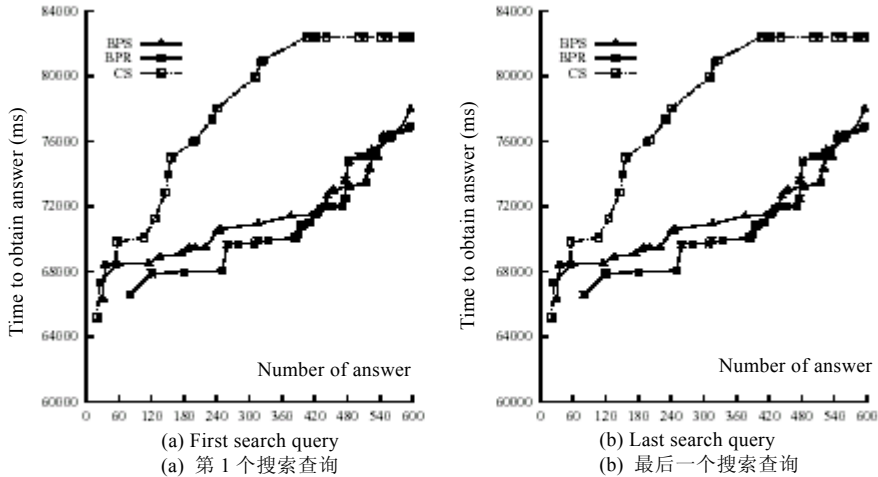 84000
80000
76000
72000
68000
64000
60000
Time to obtain answer (ms)
BPS
BPR
CS
Number of answer
0 60 120 180 240 300 360 420 480 540 600
(a) First search query
(a) 第 1 个搜索查询
84000
80000
76000
72000
68000
64000
60000
Time to obtain answer (ms)
BPS
BPR
CS
Number of answer
0 60 120 180 240 300 360 420 480 540 600
(b) Last search query
(b) 最后一个搜索查询